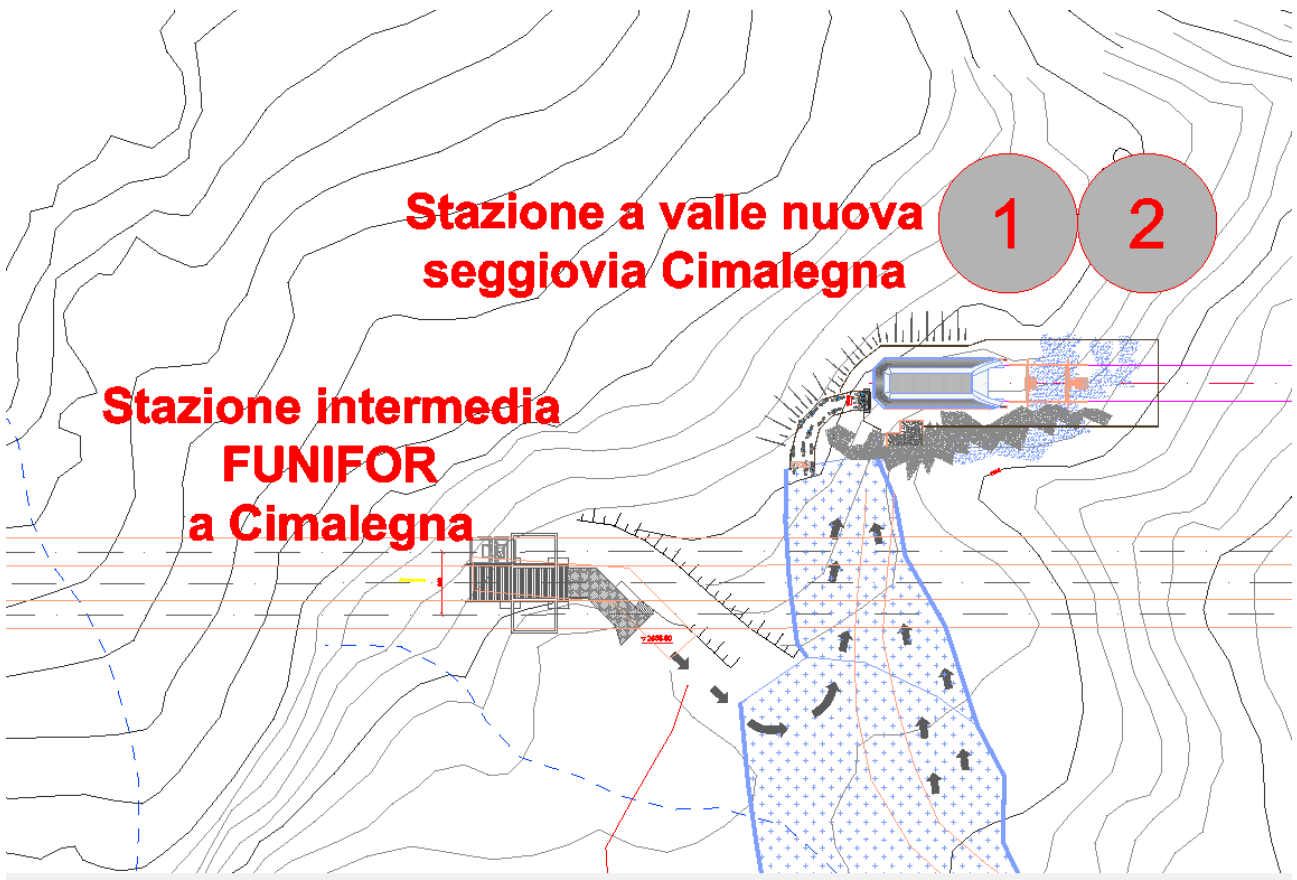 Stazione a valle nuova
seggiovia Cimalegna
1
2
Stazione intermedia
FUNIFOR
a Cimalegna